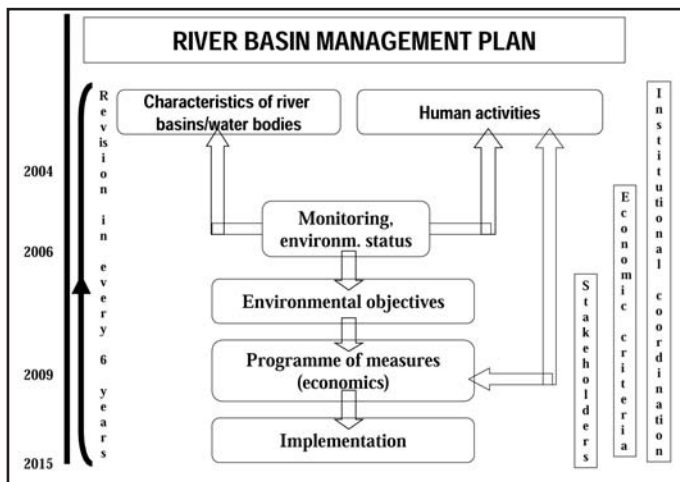 RIVER BASIN MANAGEMENT PLAN
Characteristics of river
basins/water bodies
Human activities
Revision in every 6 years
2004
2006
2009
2015
Monitoring,
environm. status
Environmental objectives
Programme of measures
(economics)
Implementation
Stakeholders
Economic criteria
Institutional coordination